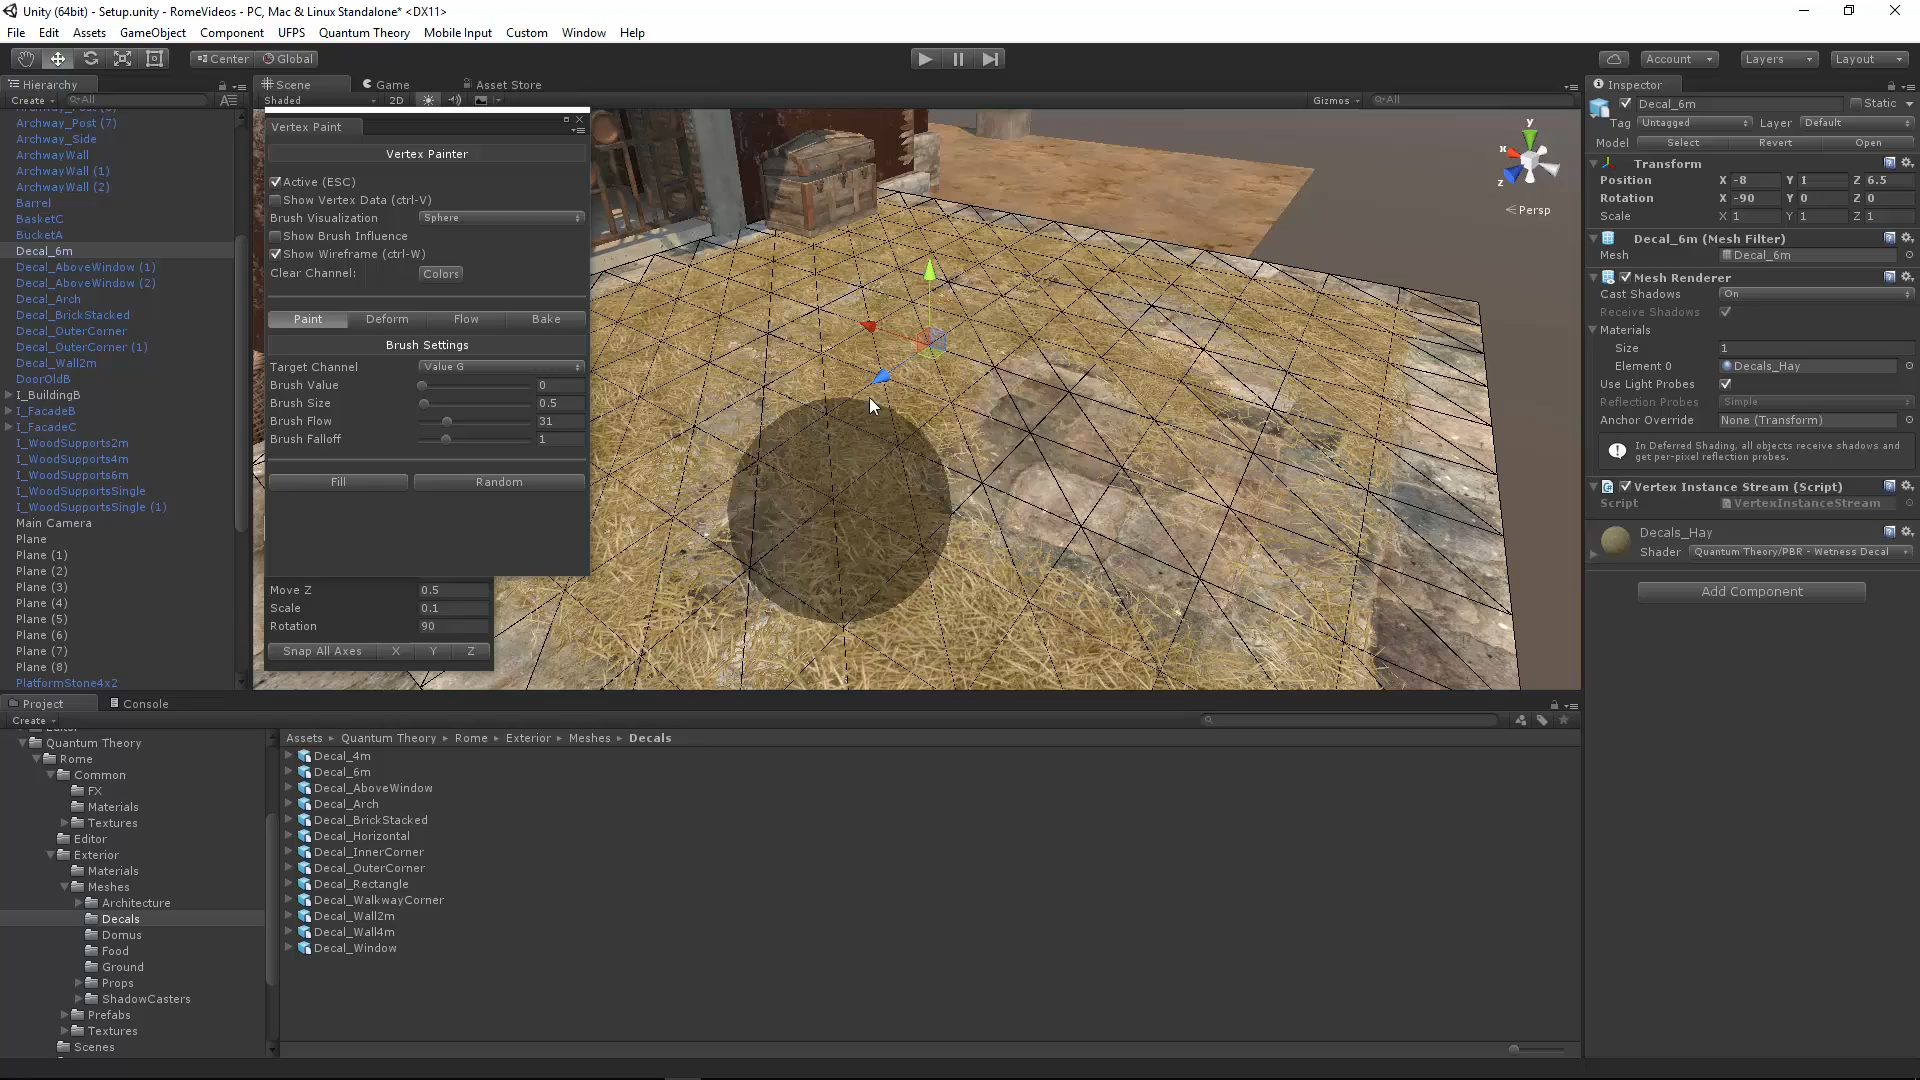 Unity (64bit) - Setup.unity - RomeVideos - PC, Mac & Linux Standalone* <DX11>
File Edit Assets GameObject Component UFPS Quantum Theory Mobile Input Custom Window Help
Center Global Account Layers Layout
Hierarchy
Create All
Archway_Post (7)
Archway_Side
ArchwayWall
ArchwayWall (1)
ArchwayWall (2)
Barrel
BasketC
BucketA
Decal_6m
Decal_AboveWindow (1)
Decal_AboveWindow (2)
Decal_Arch
Decal_BrickStacked
Decal_OuterCorner
Decal_OuterCorner (1)
Decal_Wall2m
DoorOldB
I_BuildingB
I_FacadeB
I_FacadeC
I_WoodSupports2m
I_WoodSupports4m
I_WoodSupports6m
I_WoodSupportsSingle
I_WoodSupportsSingle (1)
Main Camera
Plane
Plane (1)
Plane (2)
Plane (3)
Plane (4)
Plane (5)
Plane (6)
Plane (7)
Plane (8)
PlatformStone4x2
Scene Game Asset Store
Shaded 2D Gizmos All
Vertex Paint
Vertex Painter
Active (ESC)
Show Vertex Data (ctrl-V)
Brush Visualization Sphere
Show Brush Influence
Show Wireframe (ctrl-W)
Clear Channel: Colors
Paint Deform Flow Bake
Brush Settings
Target Channel Value G
Brush Value 0
Brush Size 0.5
Brush Flow 31
Brush Falloff 1
Fill Random
Move Z 0.5
Scale 0.1
Rotation 90
Snap All Axes X Y Z
y
x
z
Persp
Inspector
Decal_6m Static
Tag Untagged Layer Default
Model Select Revert Open
Transform
Position X -8 Y 1 Z 6.5
Rotation X -90 Y 0 Z 0
Scale X 1 Y 1 Z 1
Decal_6m (Mesh Filter)
Mesh Decal_6m
Mesh Renderer
Cast Shadows On
Receive Shadows
Materials
Size 1
Element 0 Decals_Hay
Use Light Probes
Reflection Probes Simple
Anchor Override None (Transform)
In Deferred Shading, all objects receive shadows and
get per-pixel reflection probes.
Vertex Instance Stream (Script)
Script VertexInstanceStream
Decals_Hay
Shader Quantum Theory/PBR - Wetness Decal
Add Component
Project Console
Create
Quantum Theory
Rome
Common
FX
Materials
Textures
Editor
Exterior
Materials
Meshes
Architecture
Decals
Domus
Food
Ground
Props
ShadowCasters
Prefabs
Textures
Scenes
Assets Quantum Theory Rome Exterior Meshes Decals
Decal_4m
Decal_6m
Decal_AboveWindow
Decal_Arch
Decal_BrickStacked
Decal_Horizontal
Decal_InnerCorner
Decal_OuterCorner
Decal_Rectangle
Decal_WalkwayCorner
Decal_Wall2m
Decal_Wall4m
Decal_Window